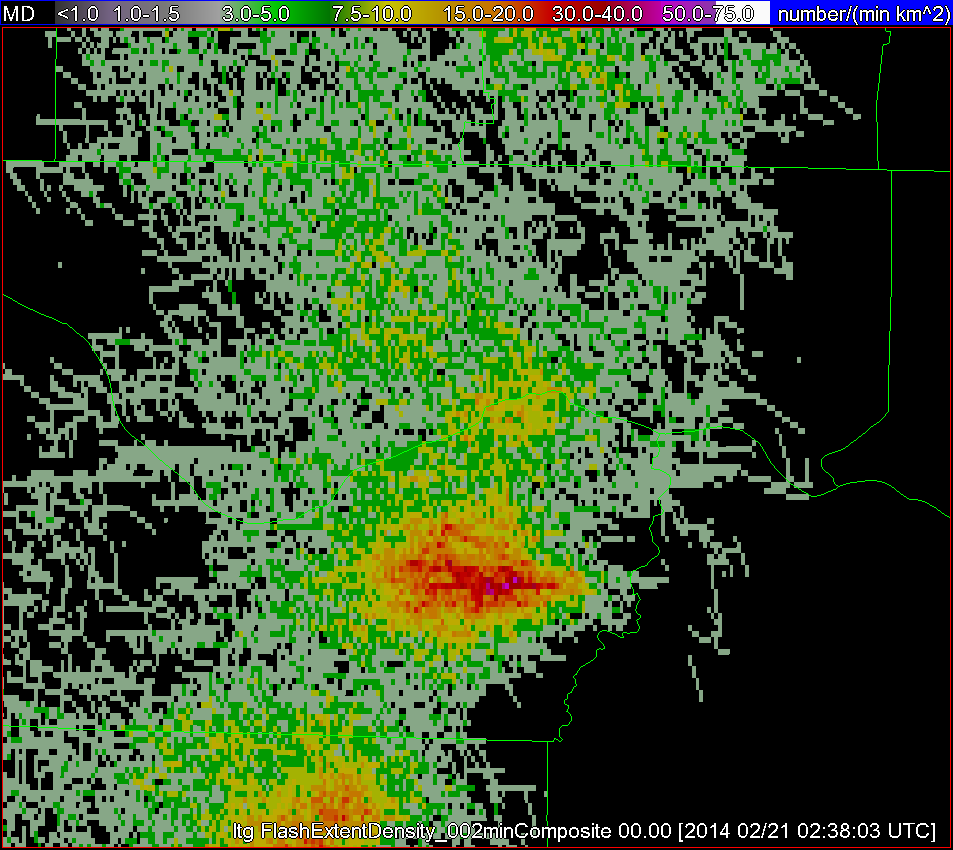 MD <1.0 1.0-1.5 3.0-5.0 7.5-10.0 15.0-20.0 30.0-40.0 50.0-75.0 number/(min km^2)
ltg FlashExtentDensity_002minComposite 00.00 [2014 02/21 02:38:03 UTC]